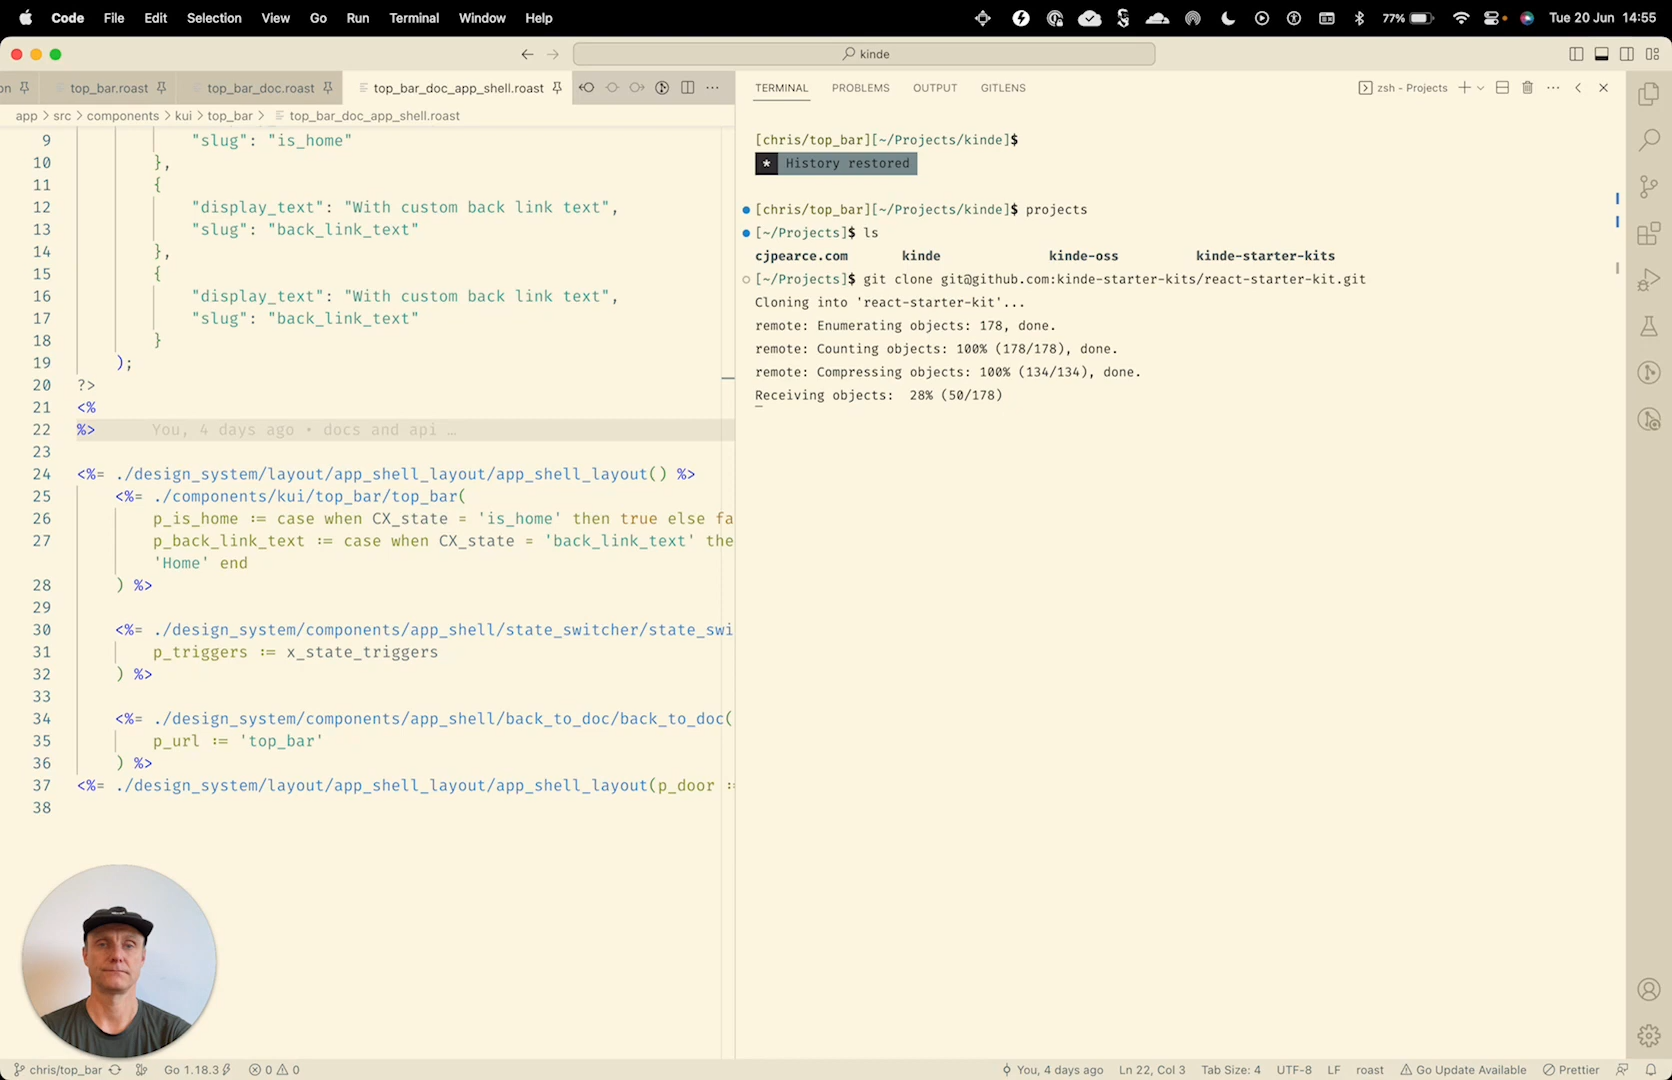 Code File Edit Selection View Go Run Terminal Window Help 77% Tue 20 Jun 14:55
kinde
on top_bar.roast top_bar_doc.roast top_bar_doc_app_shell.roast
app > src > components > kui > top_bar > top_bar_doc_app_shell.roast
9 "slug": "is_home"
10 },
11 {
12 "display_text": "With custom back link text",
13 "slug": "back_link_text"
14 },
15 {
16 "display_text": "With custom back link text",
17 "slug": "back_link_text"
18 }
19 );
20 ?>
21 <%
22 %> You, 4 days ago • docs and api …
23
24 <%= ./design_system/layout/app_shell_layout/app_shell_layout() %>
25 <%= ./components/kui/top_bar/top_bar(
26 p_is_home := case when CX_state = 'is_home' then true else fa
27 p_back_link_text := case when CX_state = 'back_link_text' the
'Home' end
28 ) %>
29
30 <%= ./design_system/components/app_shell/state_switcher/state_swi
31 p_triggers := x_state_triggers
32 ) %>
33
34 <%= ./design_system/components/app_shell/back_to_doc/back_to_doc(
35 p_url := 'top_bar'
36 ) %>
37 <%= ./design_system/layout/app_shell_layout/app_shell_layout(p_door :=
38
TERMINAL PROBLEMS OUTPUT GITLENS zsh - Projects
[chris/top_bar][~/Projects/kinde]$
* History restored
[chris/top_bar][~/Projects/kinde]$ projects
[~/Projects]$ ls
cjpearce.com kinde kinde-oss kinde-starter-kits
[~/Projects]$ git clone git@github.com:kinde-starter-kits/react-starter-kit.git
Cloning into 'react-starter-kit'...
remote: Enumerating objects: 178, done.
remote: Counting objects: 100% (178/178), done.
remote: Compressing objects: 100% (134/134), done.
Receiving objects: 28% (50/178)
chris/top_bar Go 1.18.3 0 0 You, 4 days ago Ln 22, Col 3 Tab Size: 4 UTF-8 LF roast Go Update Available Prettier